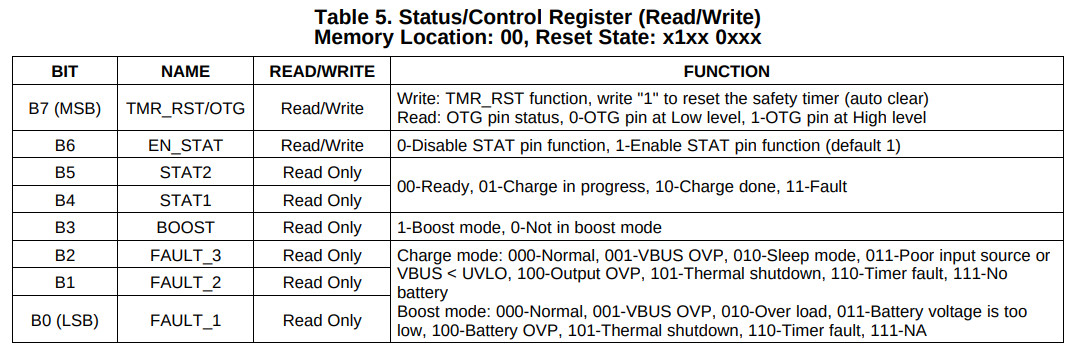 Table 5. Status/Control Register (Read/Write)
Memory Location: 00, Reset State: x1xx 0xxx
BIT NAME READ/WRITE FUNCTION
B7 (MSB) TMR_RST/OTG Read/Write Write: TMR_RST function, write "1" to reset the safety timer (auto clear)
Read: OTG pin status, 0-OTG pin at Low level, 1-OTG pin at High level
B6 EN_STAT Read/Write 0-Disable STAT pin function, 1-Enable STAT pin function (default 1)
B5 STAT2 Read Only 00-Ready, 01-Charge in progress, 10-Charge done, 11-Fault
B4 STAT1 Read Only
B3 BOOST Read Only 1-Boost mode, 0-Not in boost mode
B2 FAULT_3 Read Only Charge mode: 000-Normal, 001-VBUS OVP, 010-Sleep mode, 011-Poor input source or
B1 FAULT_2 Read Only VBUS < UVLO, 100-Output OVP, 101-Thermal shutdown, 110-Timer fault, 111-No
battery
B0 (LSB) FAULT_1 Read Only Boost mode: 000-Normal, 001-VBUS OVP, 010-Over load, 011-Battery voltage is too
low, 100-Battery OVP, 101-Thermal shutdown, 110-Timer fault, 111-NA